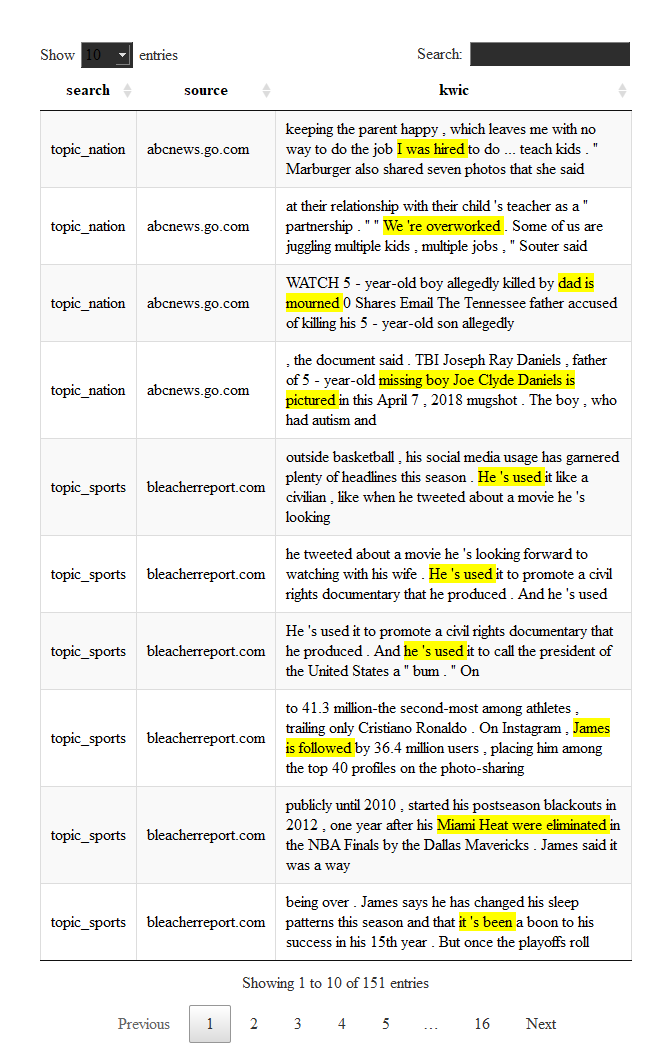 Show 10 entries
Search:
search source kwic
keeping the parent happy , which leaves me with no
topic_nation abcnews.go.com way to do the job I was hired to do ... teach kids . "
Marburger also shared seven photos that she said
at their relationship with their child 's teacher as a "
topic_nation abcnews.go.com partnership . " " We 're overworked . Some of us are
juggling multiple kids , multiple jobs , " Souter said
WATCH 5 - year-old boy allegedly killed by dad is
topic_nation abcnews.go.com mourned 0 Shares Email The Tennessee father accused
of killing his 5 - year-old son allegedly
, the document said . TBI Joseph Ray Daniels , father
of 5 - year-old missing boy Joe Clyde Daniels is
topic_nation abcnews.go.com
pictured in this April 7 , 2018 mugshot . The boy , who
had autism and
outside basketball , his social media usage has garnered
plenty of headlines this season . He 's used it like a
topic_sports bleacherreport.com
civilian , like when he tweeted about a movie he 's
looking
he tweeted about a movie he 's looking forward to
topic_sports bleacherreport.com watching with his wife . He 's used it to promote a civil
rights documentary that he produced . And he 's used
He 's used it to promote a civil rights documentary that
topic_sports bleacherreport.com he produced . And he 's used it to call the president of
the United States a " bum . " On
to 41.3 million-the second-most among athletes ,
trailing only Cristiano Ronaldo . On Instagram , James
topic_sports bleacherreport.com
is followed by 36.4 million users , placing him among
the top 40 profiles on the photo-sharing
publicly until 2010 , started his postseason blackouts in
2012 , one year after his Miami Heat were eliminated in
topic_sports bleacherreport.com
the NBA Finals by the Dallas Mavericks . James said it
was a way
being over . James says he has changed his sleep
topic_sports bleacherreport.com patterns this season and that it 's been a boon to his
success in his 15th year . But once the playoffs roll
Showing 1 to 10 of 151 entries
Previous 1 2 3 4 5 … 16 Next